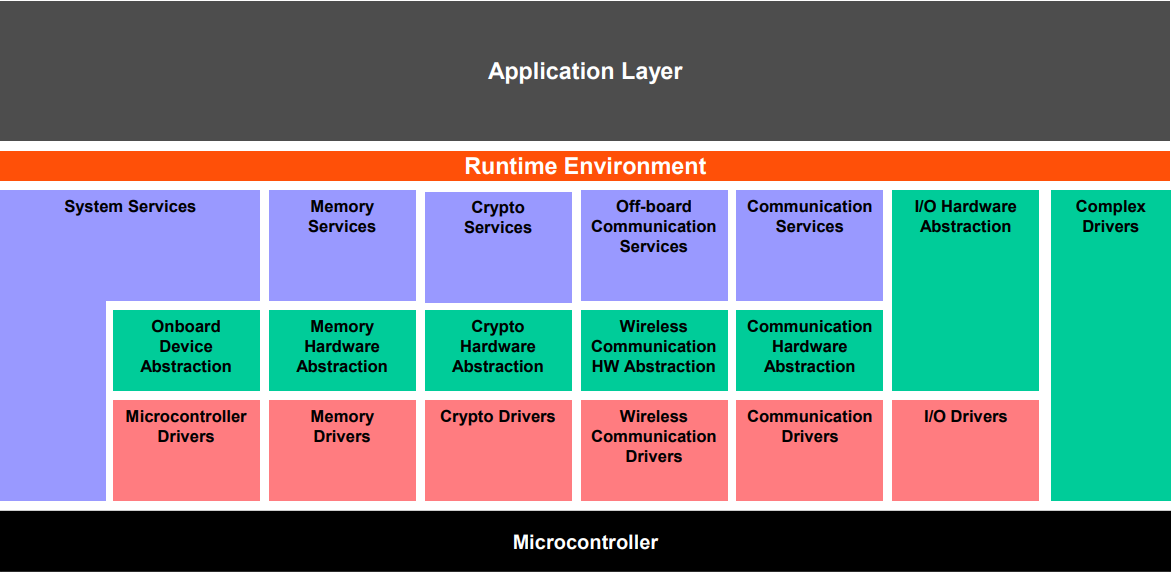 Application Layer
Runtime Environment
System Services
Memory
Services
Crypto
Services
Off-board
Communication
Services
Communication
Services
I/O Hardware
Abstraction
Complex
Drivers
Onboard
Device
Abstraction
Memory
Hardware
Abstraction
Crypto
Hardware
Abstraction
Wireless
Communication
HW Abstraction
Communication
Hardware
Abstraction
Microcontroller
Drivers
Memory
Drivers
Crypto Drivers
Wireless
Communication
Drivers
Communication
Drivers
I/O Drivers
Microcontroller